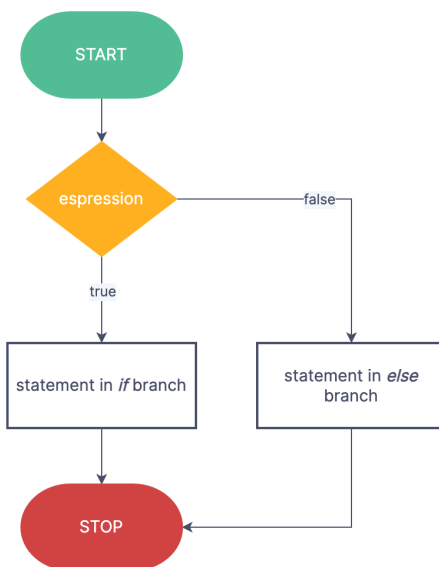 START
espression
false
true
statement in if branch
statement in else
branch
STOP